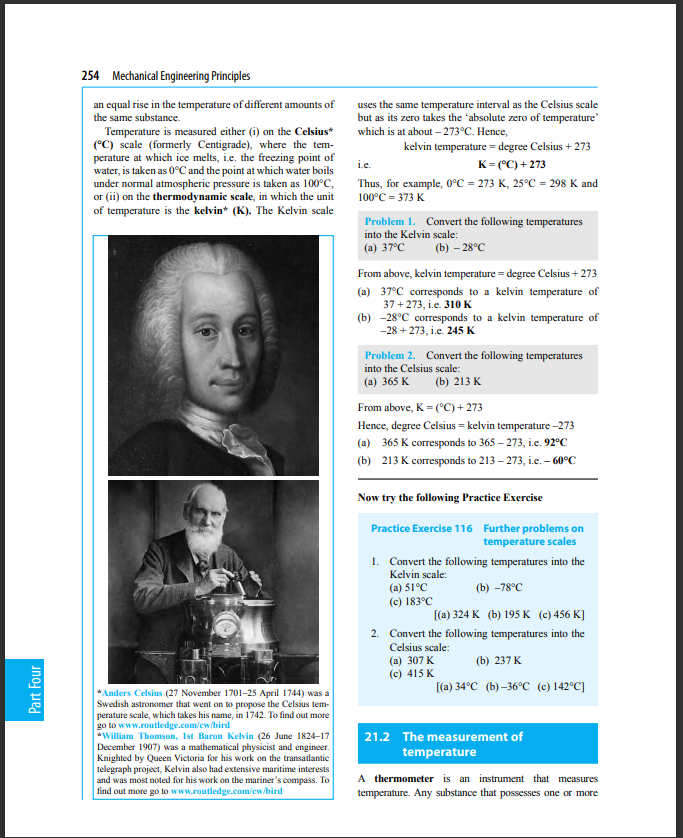 254 Mechanical Engineering Principles
an equal rise in the temperature of different amounts of
the same substance.
Temperature is measured either (i) on the Celsius*
(°C) scale (formerly Centigrade), where the tem-
perature at which ice melts, i.e. the freezing point of
water, is taken as 0°C and the point at which water boils
under normal atmospheric pressure is taken as 100°C,
or (ii) on the thermodynamic scale, in which the unit
of temperature is the kelvin* (K). The Kelvin scale
*Anders Celsius (27 November 1701–25 April 1744) was a
Swedish astronomer that went on to propose the Celsius tem-
perature scale, which takes his name, in 1742. To find out more
go to www.routledge.com/cw/bird
*William Thomson, 1st Baron Kelvin (26 June 1824–17
December 1907) was a mathematical physicist and engineer.
Knighted by Queen Victoria for his work on the transatlantic
telegraph project, Kelvin also had extensive maritime interests
and was most noted for his work on the mariner's compass. To
find out more go to www.routledge.com/cw/bird
Part Four
uses the same temperature interval as the Celsius scale
but as its zero takes the 'absolute zero of temperature'
which is at about – 273°C. Hence,
kelvin temperature = degree Celsius + 273
i.e. K = (°C) + 273
Thus, for example, 0°C = 273 K, 25°C = 298 K and
100°C = 373 K
Problem 1. Convert the following temperatures
into the Kelvin scale:
(a) 37°C (b) – 28°C
From above, kelvin temperature = degree Celsius + 273
(a) 37°C corresponds to a kelvin temperature of
37 + 273, i.e. 310 K
(b) –28°C corresponds to a kelvin temperature of
–28 + 273, i.e. 245 K
Problem 2. Convert the following temperatures
into the Celsius scale:
(a) 365 K (b) 213 K
From above, K = (°C) + 273
Hence, degree Celsius = kelvin temperature –273
(a) 365 K corresponds to 365 – 273, i.e. 92°C
(b) 213 K corresponds to 213 – 273, i.e. – 60°C
Now try the following Practice Exercise
Practice Exercise 116 Further problems on
temperature scales
1. Convert the following temperatures into the
Kelvin scale:
(a) 51°C (b) –78°C
(c) 183°C
[(a) 324 K (b) 195 K (c) 456 K]
2. Convert the following temperatures into the
Celsius scale:
(a) 307 K (b) 237 K
(c) 415 K
[(a) 34°C (b) –36°C (c) 142°C]
21.2 The measurement of
temperature
A thermometer is an instrument that measures
temperature. Any substance that possesses one or more